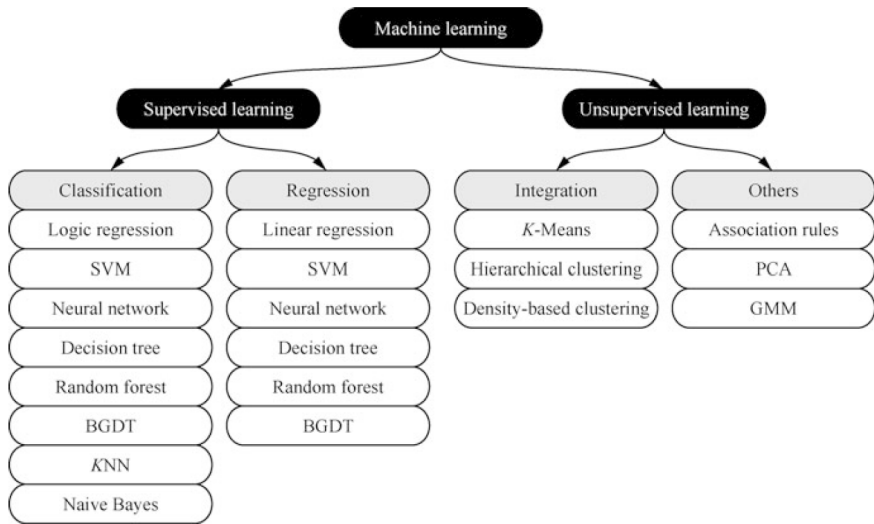 Machine learning
Supervised learning
Unsupervised learning
Classification
Logic regression
SVM
Neural network
Decision tree
Random forest
BGDT
KNN
Naive Bayes
Regression
Linear regression
SVM
Neural network
Decision tree
Random forest
BGDT
Integration
K-Means
Hierarchical clustering
Density-based clustering
Others
Association rules
PCA
GMM